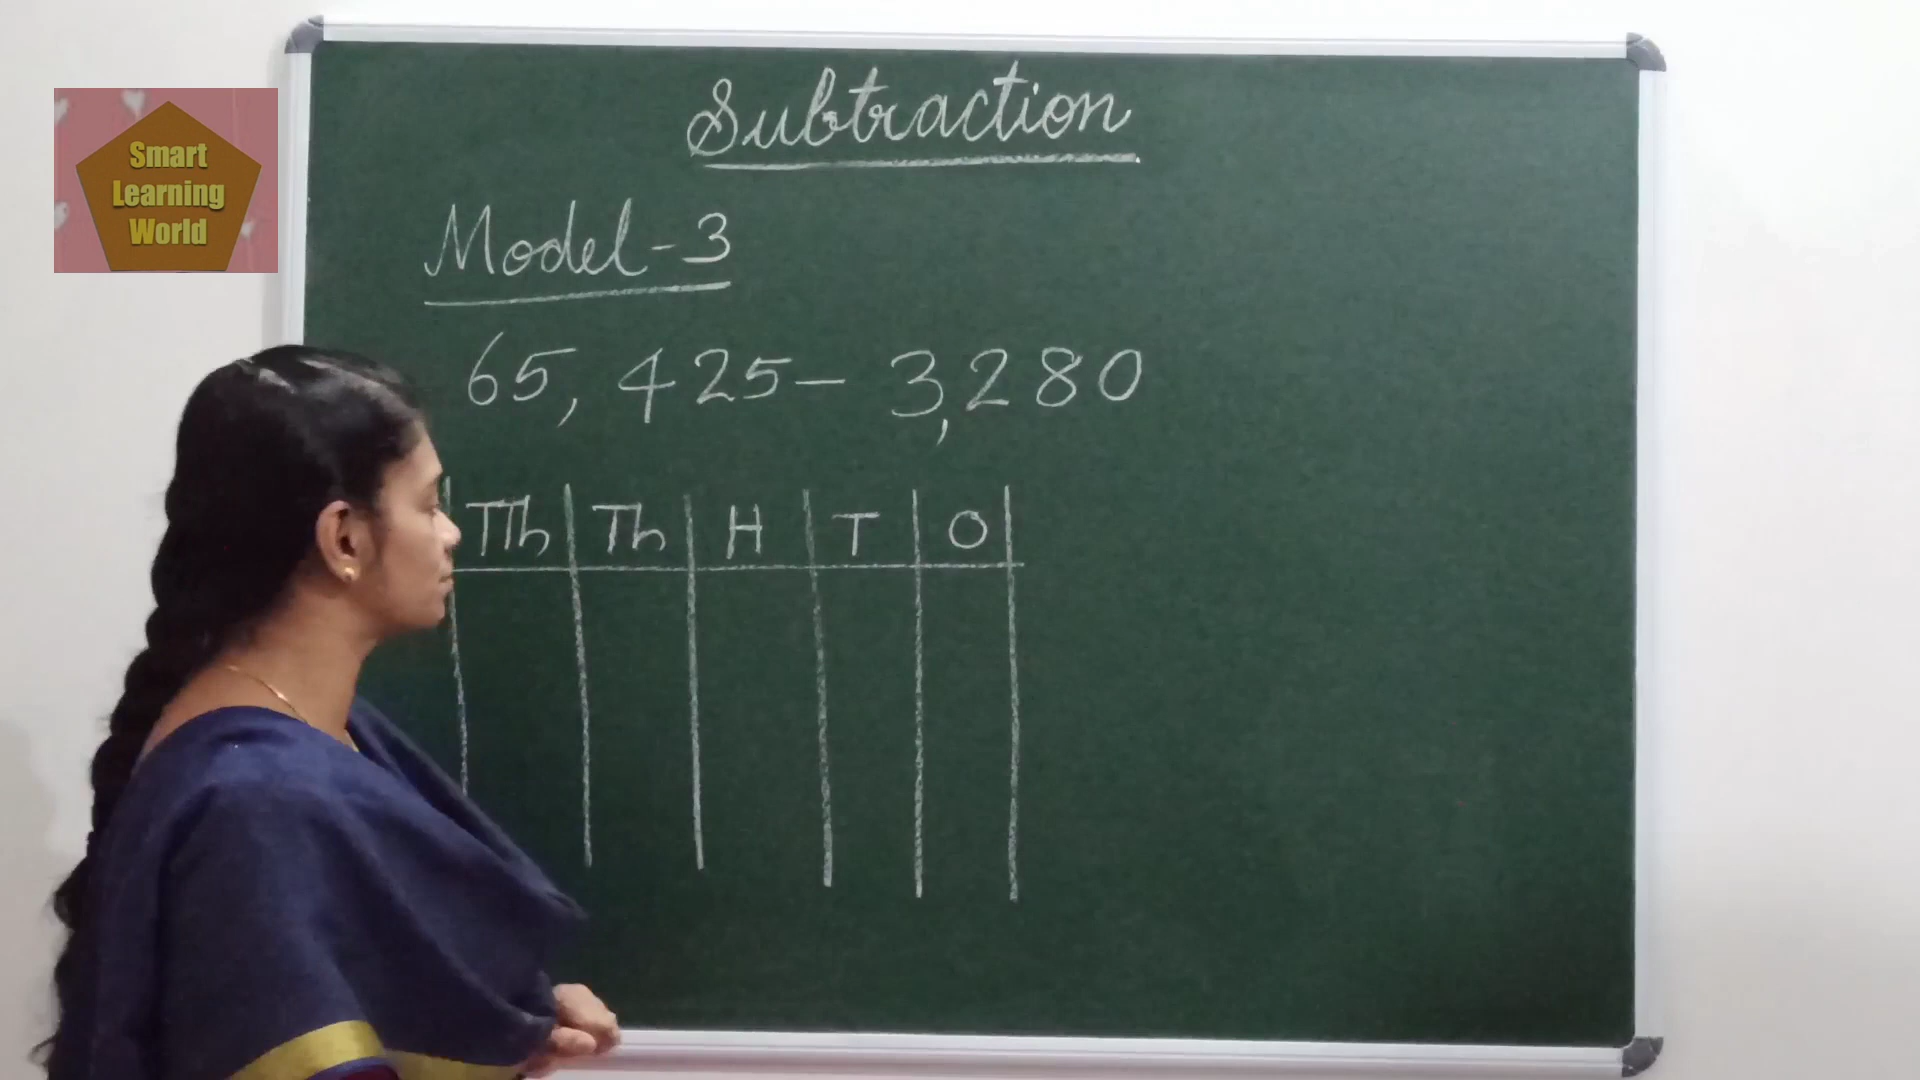 Smart
Learning
World
Subtraction
Model-3
65,425- 3,280
TTh Th H T O